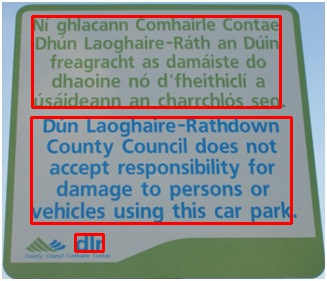 Ní ghlacann Comhairle Contae
Dhún Laoghaire-Ráth an Dúin
freagracht as damáiste do
dhaoine nó d'fheithiclí a
úsáideann an charrchlós seo.
Dún Laoghaire-Rathdown
County Council does not
accept responsibility for
damage to persons or
vehicles using this car park.
dlr
County Council Comhairle Contae